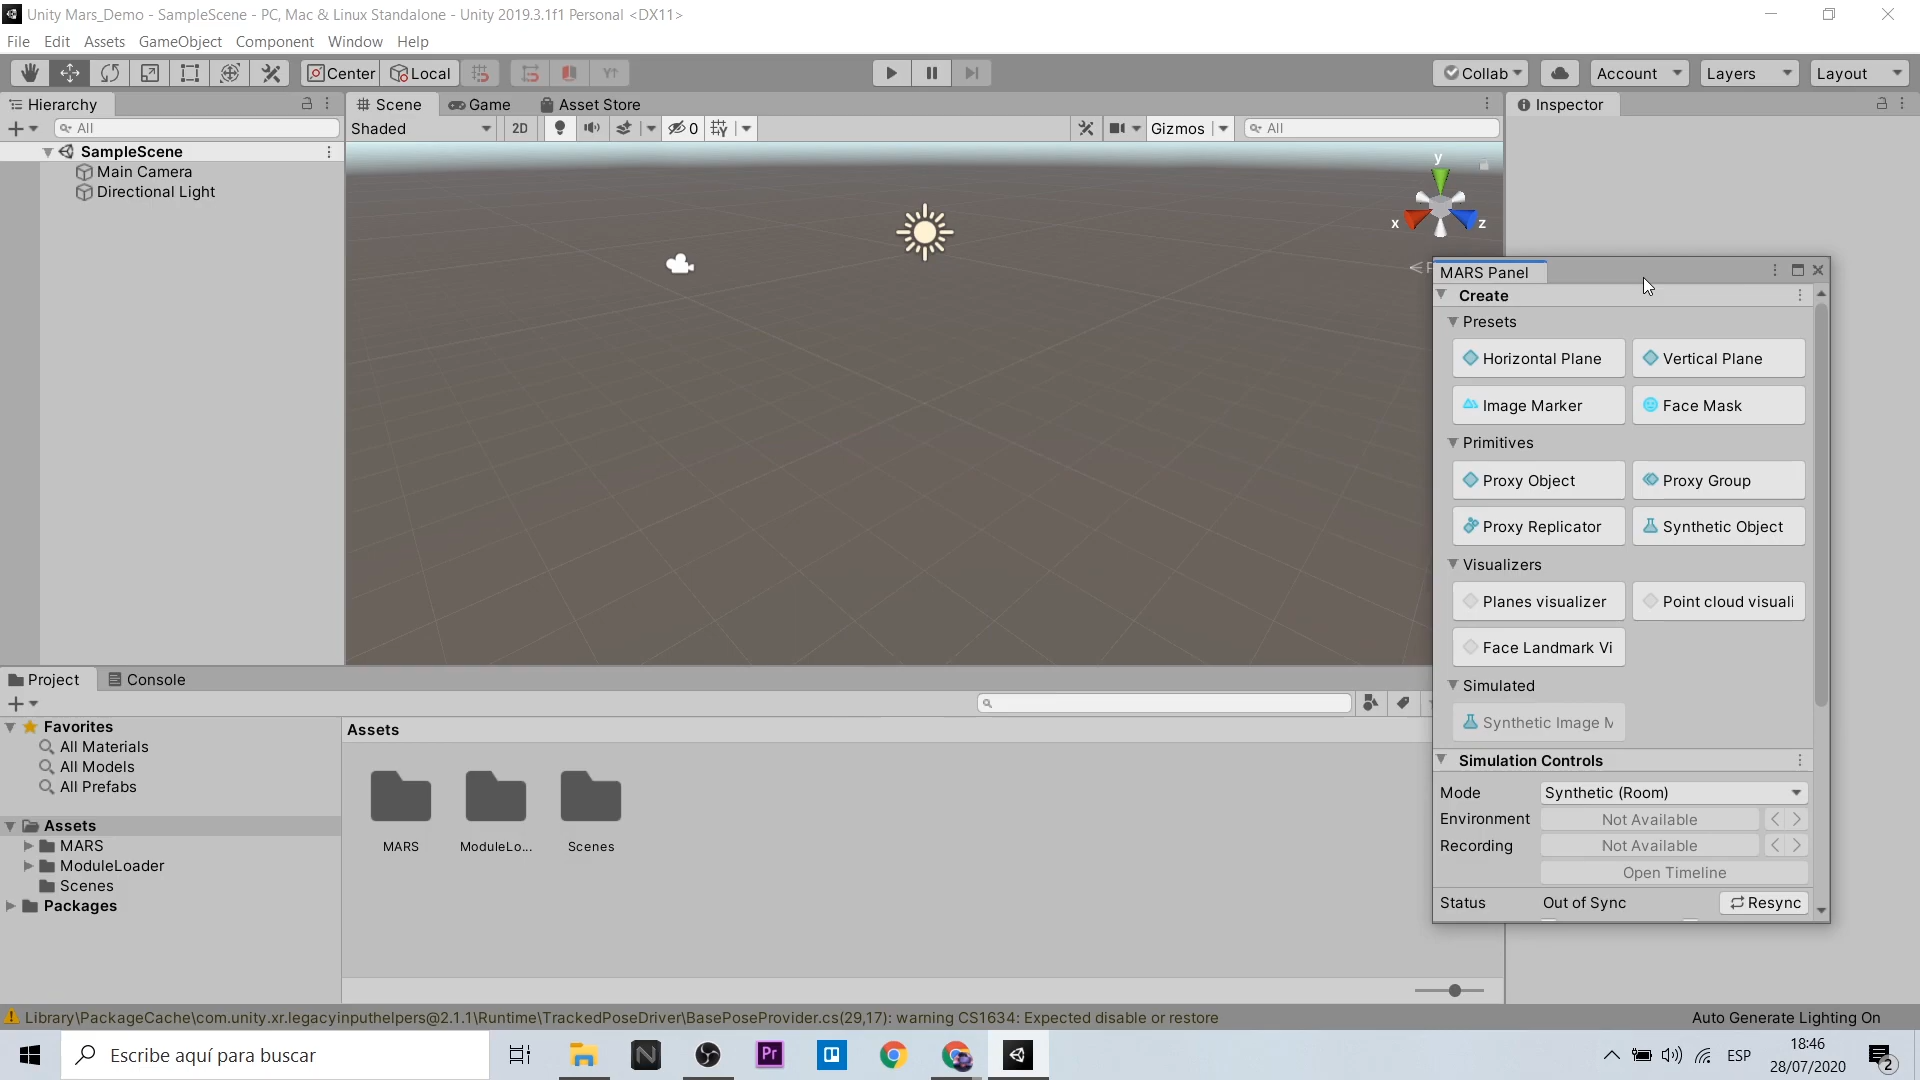 Unity Mars_Demo - SampleScene - PC, Mac & Linux Standalone - Unity 2019.3.1f1 Personal <DX11>
File Edit Assets GameObject Component Window Help
Center Local Collab Account Layers Layout
Hierarchy
All
SampleScene
Main Camera
Directional Light
Scene Game Asset Store
Shaded 2D 0 Gizmos All
y
x z
Inspector
MARS Panel
Create
Presets
Horizontal Plane Vertical Plane
Image Marker Face Mask
Primitives
Proxy Object Proxy Group
Proxy Replicator Synthetic Object
Visualizers
Planes visualizer Point cloud visuali
Face Landmark Vi
Simulated
Synthetic Image M
Simulation Controls
Mode Synthetic (Room)
Environment Not Available
Recording Not Available
Open Timeline
Status Out of Sync Resync
Project Console
Favorites
All Materials
All Models
All Prefabs
Assets
MARS
ModuleLoader
Scenes
Packages
Assets
MARS ModuleLo... Scenes
Library\PackageCache\com.unity.xr.legacyinputhelpers@2.1.1\Runtime\TrackedPoseDriver\BasePoseProvider.cs(29,17): warning CS1634: Expected disable or restore
Auto Generate Lighting On
Escribe aquí para buscar
Pr
ESP
18:46
28/07/2020
2